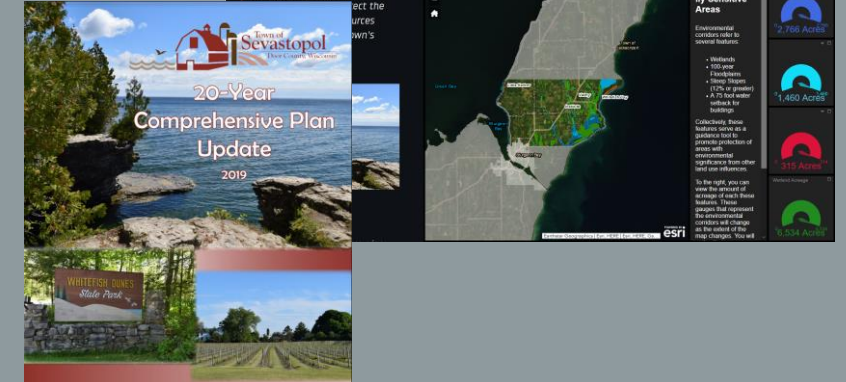 Town of
Sevastopol
Door County, Wisconsin
20-Year
Comprehensive Plan
Update
2019
WHITEFISH DUNES
State Park
ect the
urces
own's
esri
Areas
Environmental
corridors refer to
several features:
• Wetlands
• 100-year
Floodplains
• Steep Slopes
(12% or greater)
• A 75 foot water
setback for
buildings
Collectively, these
features serve as a
guidance tool to
promote protection of
areas with
environmental
significance from other
land use influences.
To the right, you can
view the amount of
acreage of each these
features. These
gauges that represent
the environmental
corridors will change
as the extent of the
map changes. You will
2,766 Acres
1,460 Acres
315 Acres
Wetland Acreage
6,534 Acres